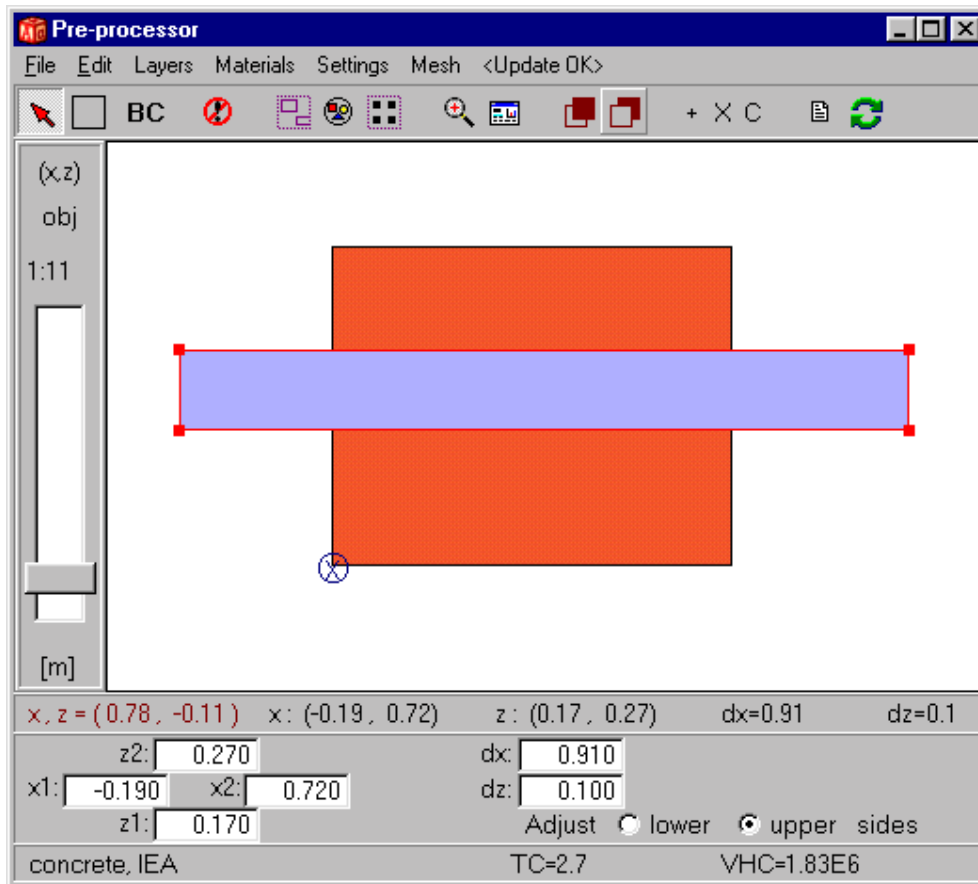 Pre-processor
File Edit Layers Materials Settings Mesh <Update OK>
BC + X C
(x,z)
obj
1:11
X
[m]
x, z = ( 0.78 , -0.11 ) x : (-0.19 , 0.72) z : (0.17 , 0.27) dx=0.91 dz=0.1
z2: 0.270 dx: 0.910
x1: -0.190 x2: 0.720 dz: 0.100
z1: 0.170 Adjust lower upper sides
concrete, IEA TC=2.7 VHC=1.83E6